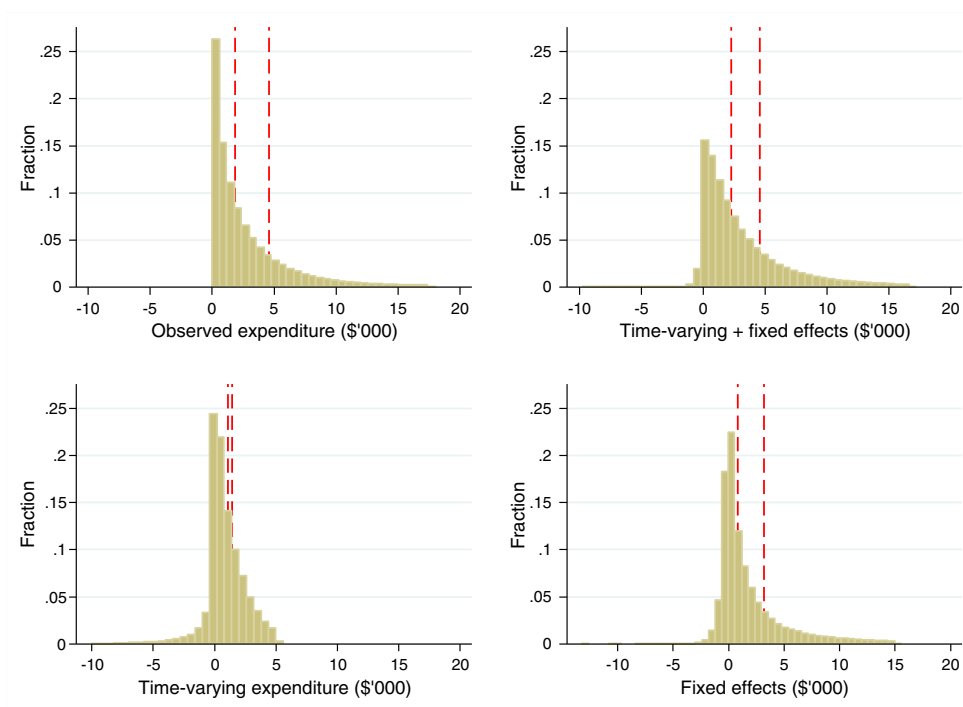 .25
.2
.15
.1
.05
0
Fraction
-10 -5 0 5 10 15 20
Observed expenditure ($'000)
.25
.2
.15
.1
.05
0
Fraction
-10 -5 0 5 10 15 20
Time-varying + fixed effects ($'000)
.25
.2
.15
.1
.05
0
Fraction
-10 -5 0 5 10 15 20
Time-varying expenditure ($'000)
.25
.2
.15
.1
.05
0
Fraction
-10 -5 0 5 10 15 20
Fixed effects ($'000)